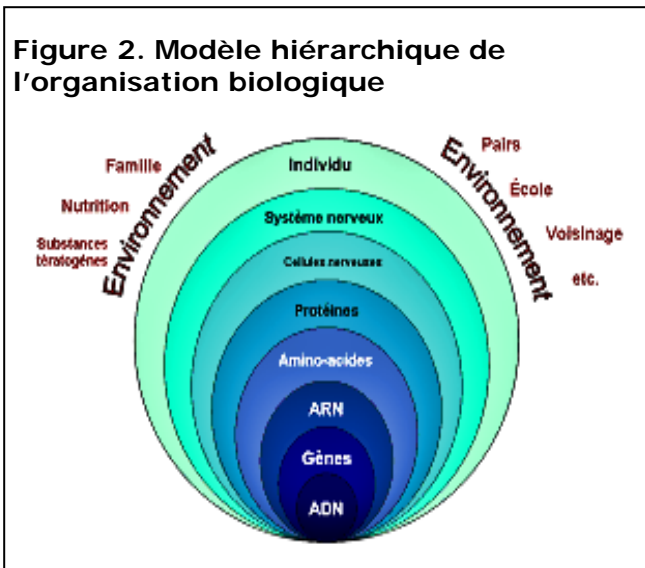 Figure 2. Modèle hiérarchique de
l'organisation biologique
Environnement
Famille
Nutrition
Substances
tératogènes
Environnement
Pairs
École
Voisinage
etc.
Individu
Système nerveux
Cellules nerveuses
Protéines
Amino-acides
ARN
Gènes
ADN